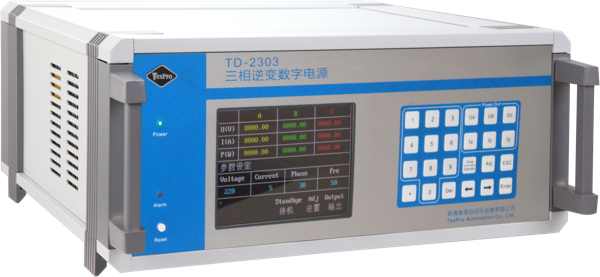 YesPro
TD-2303
三相逆变数字电源
Power
Alarm
Reset
A B C
U(V) 0000.00 0000.00 0000.00
I(A) 0000.00 0000.00 0000.00
P(W) 0000.00 0000.00 0000.00
参数设定
Voltage Current Phase Fre
220 5 30 50
Standbye Adj Output
待机 设置 输出
Power Out
1 2 3 Ua Ub Uc
4 5 6 Ia Ib Ic
7 8 9 Adj ESC
. 0 Del ← → Enter
YesPro Automation Co., Ltd.